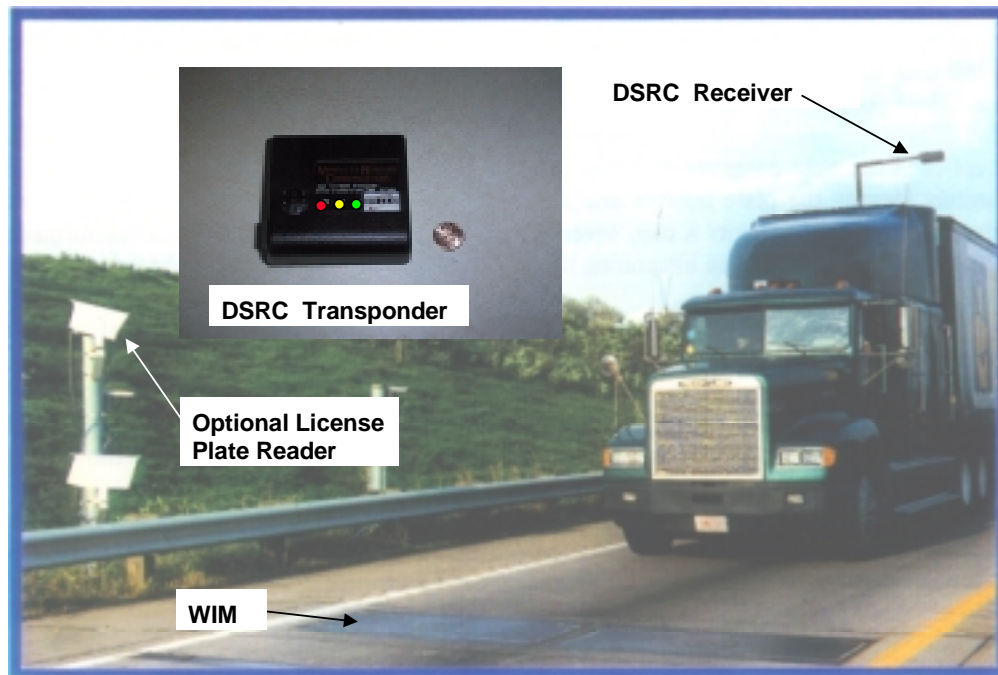 DSRC Receiver
DSRC Transponder
Optional License
Plate Reader
WIM